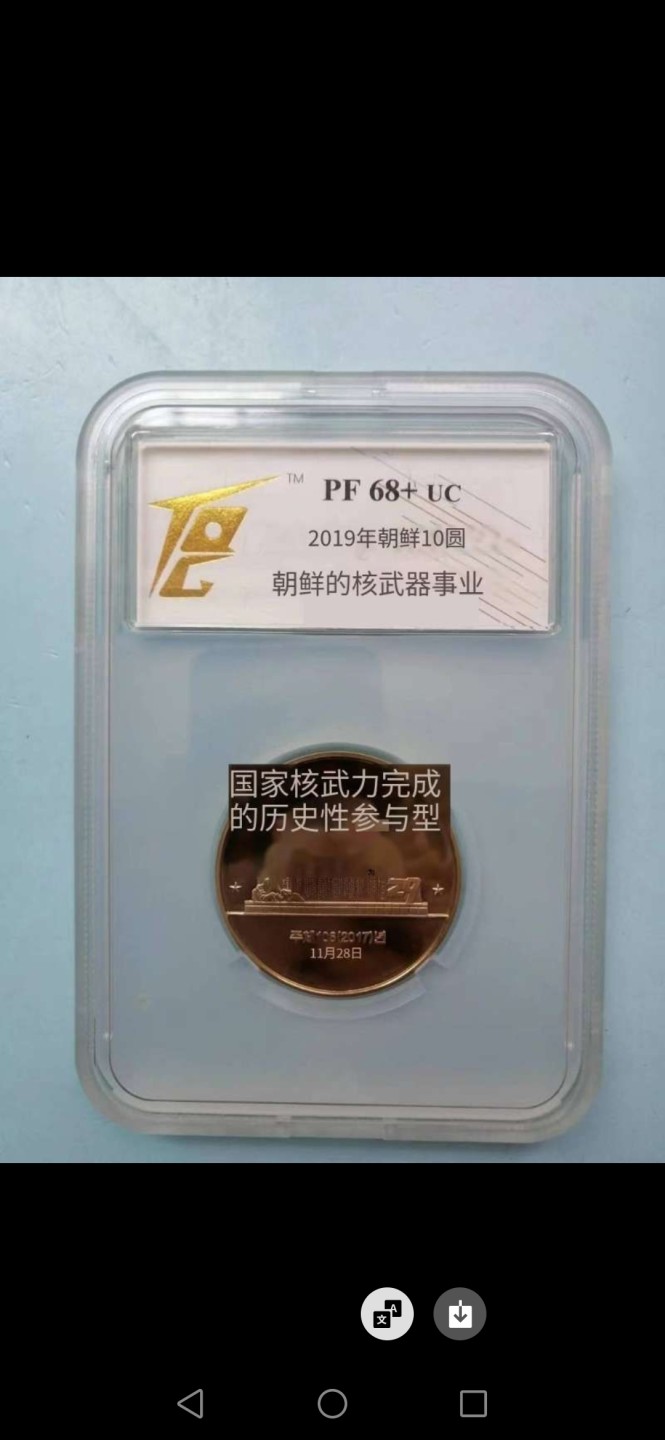 ™
PF 68+ UC
2019年朝鲜10圆
朝鲜的核武器事业
国家核武力完成
的历史性参与型
11月28日